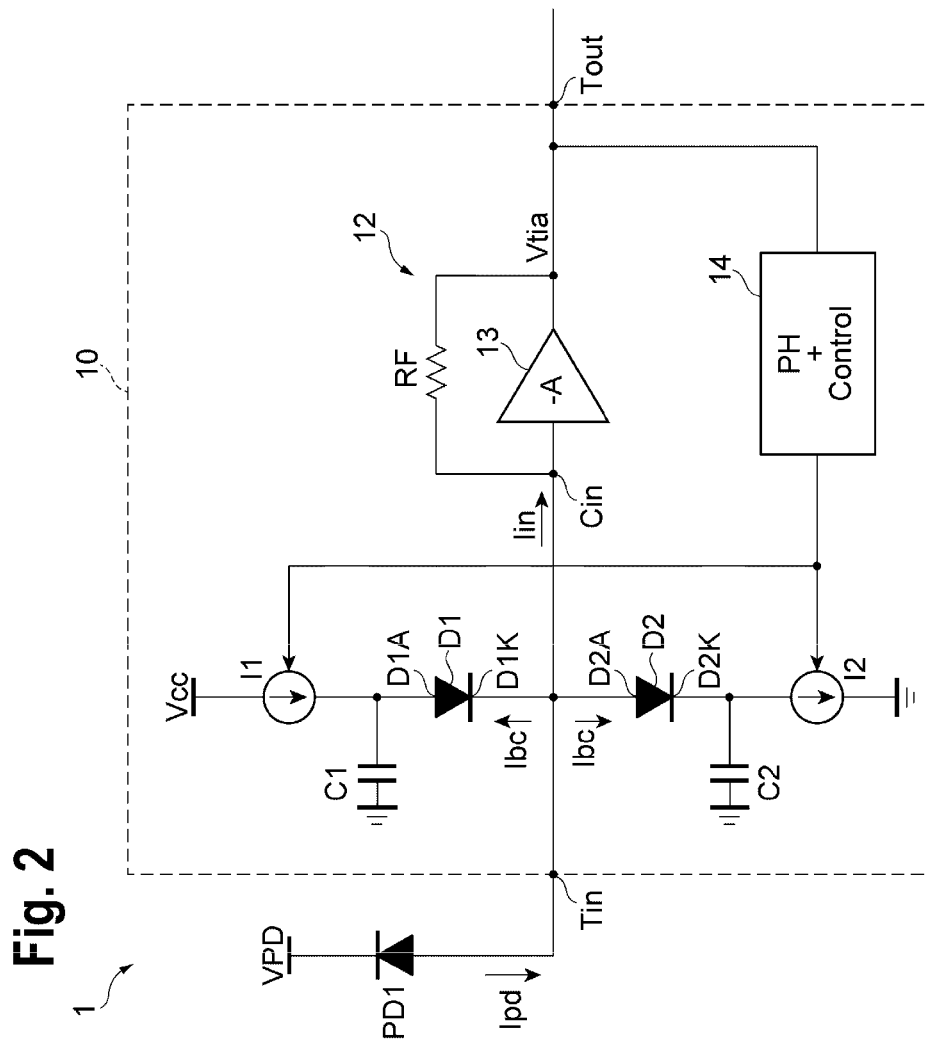 Fig. 2
1
10
VPD
PD1
Ipd
Tin
Vcc
I1
C1
D1A
D1
D1K
Ibc
Ibc
D2A
D2
D2K
C2
I2
Iin
Cin
RF
12
13
-A
Vtia
14
PH
+
Control
Tout